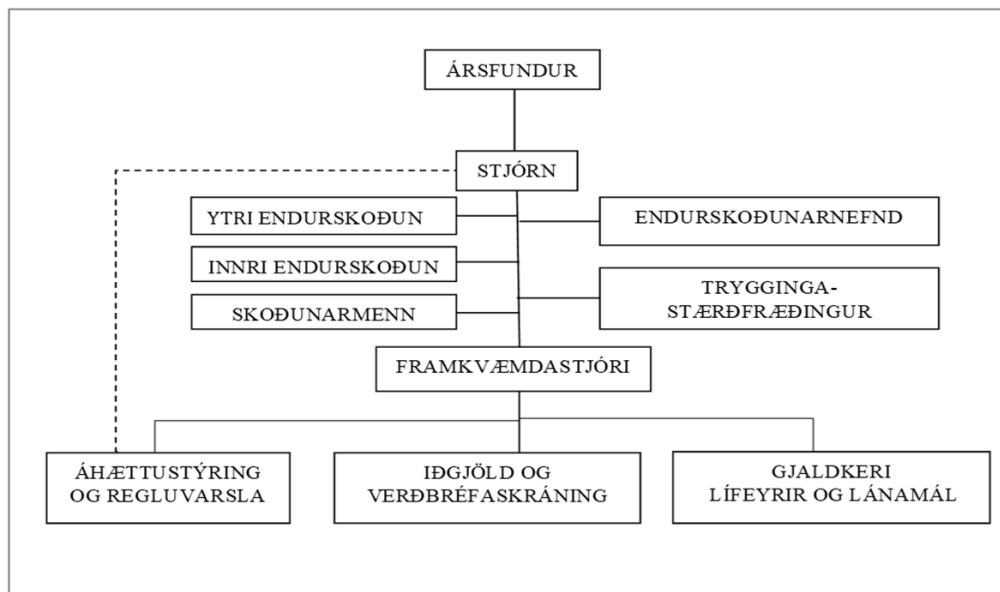 ÁRSFUNDUR
STJÓRN
YTRI ENDURSKOÐUN
ENDURSKOÐUNARNEFND
INNRI ENDURSKOÐUN
TRYGGINGA-
STÆRÐFRÆÐINGUR
SKOÐUNARMENN
FRAMKVÆMDASTJÓRI
ÁHÆTTUSTÝRING
OG REGLUVARSLA
IÐGJÖLD OG
VERÐBRÉFASKRÁNING
GJALDKERI
LÍFEYRIR OG LÁNAMÁL